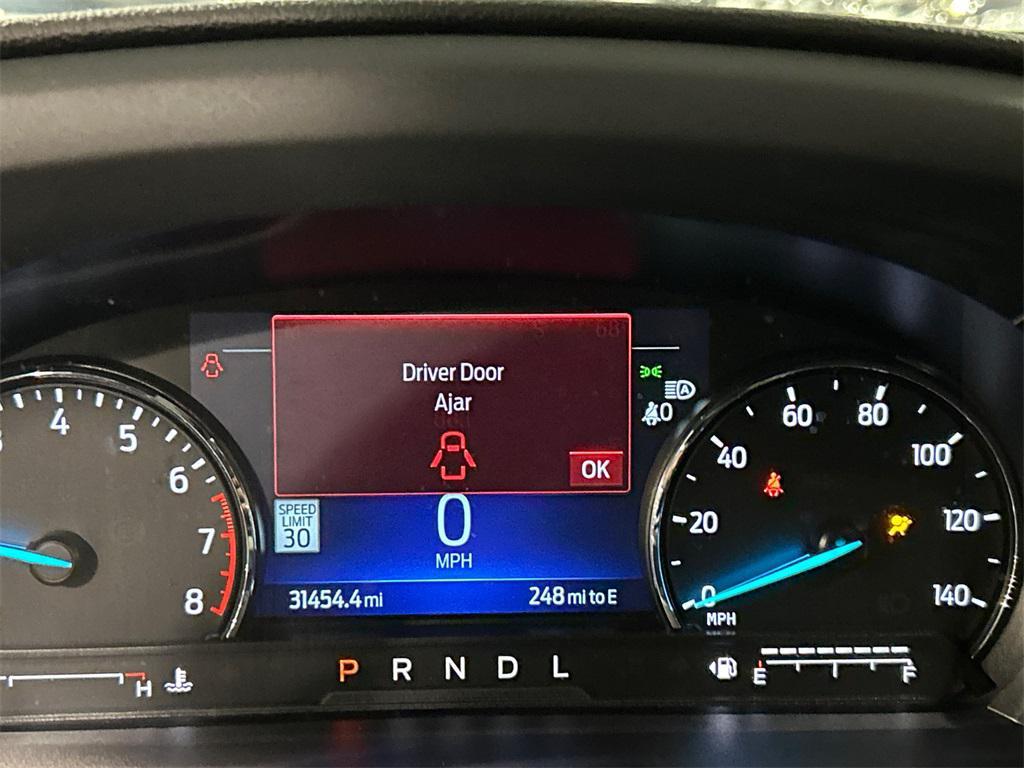 Driver Door
Ajar
OK
A
0
SPEED
LIMIT
30
0
MPH
31454.4 mi
248 mi to E
4
5
6
7
8
0
20
40
60
80
100
120
140
MPH
H
P R N D L
E
F